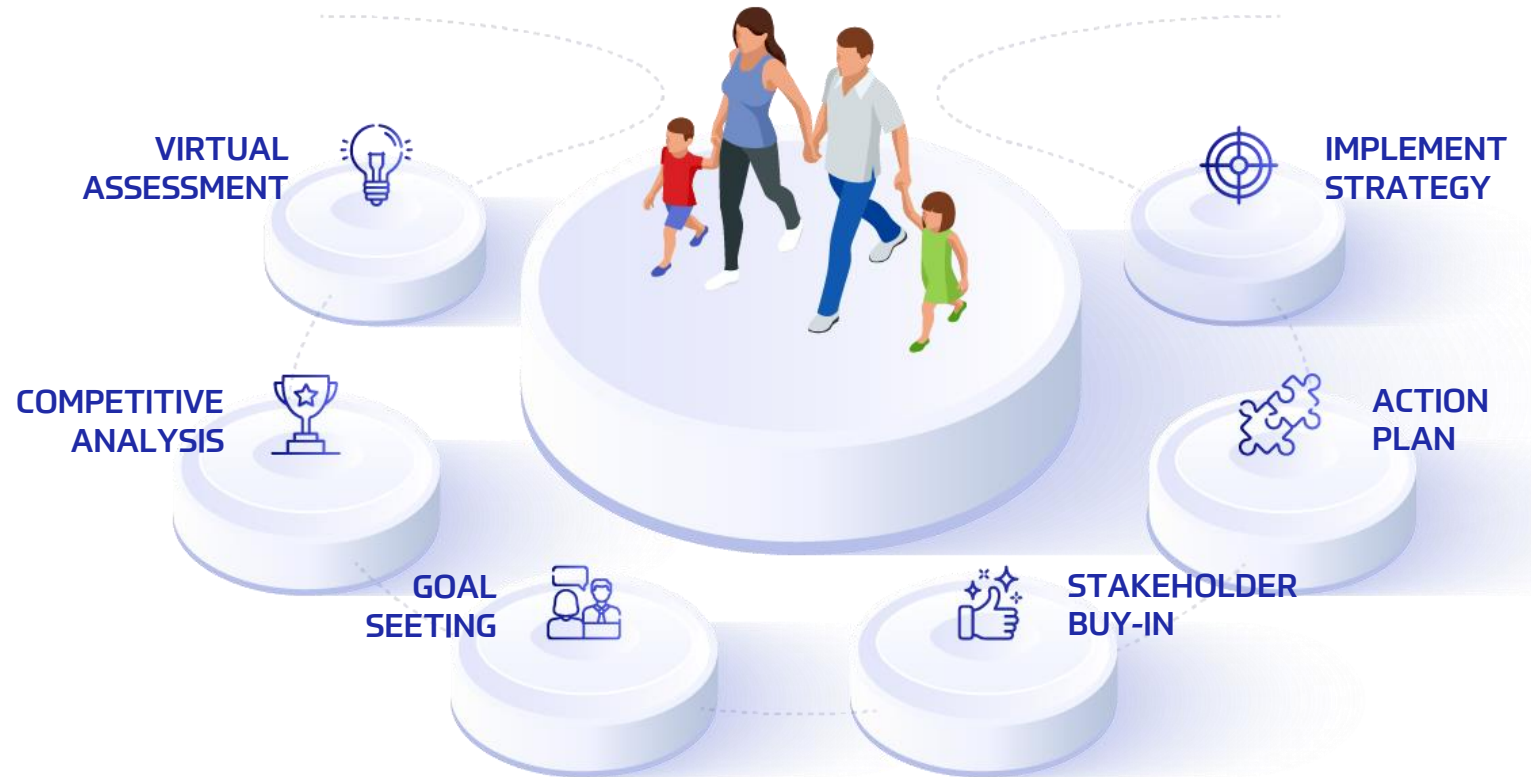 VIRTUAL
ASSESSMENT
COMPETITIVE
ANALYSIS
GOAL
SEETING
STAKEHOLDER
BUY-IN
ACTION
PLAN
IMPLEMENT
STRATEGY